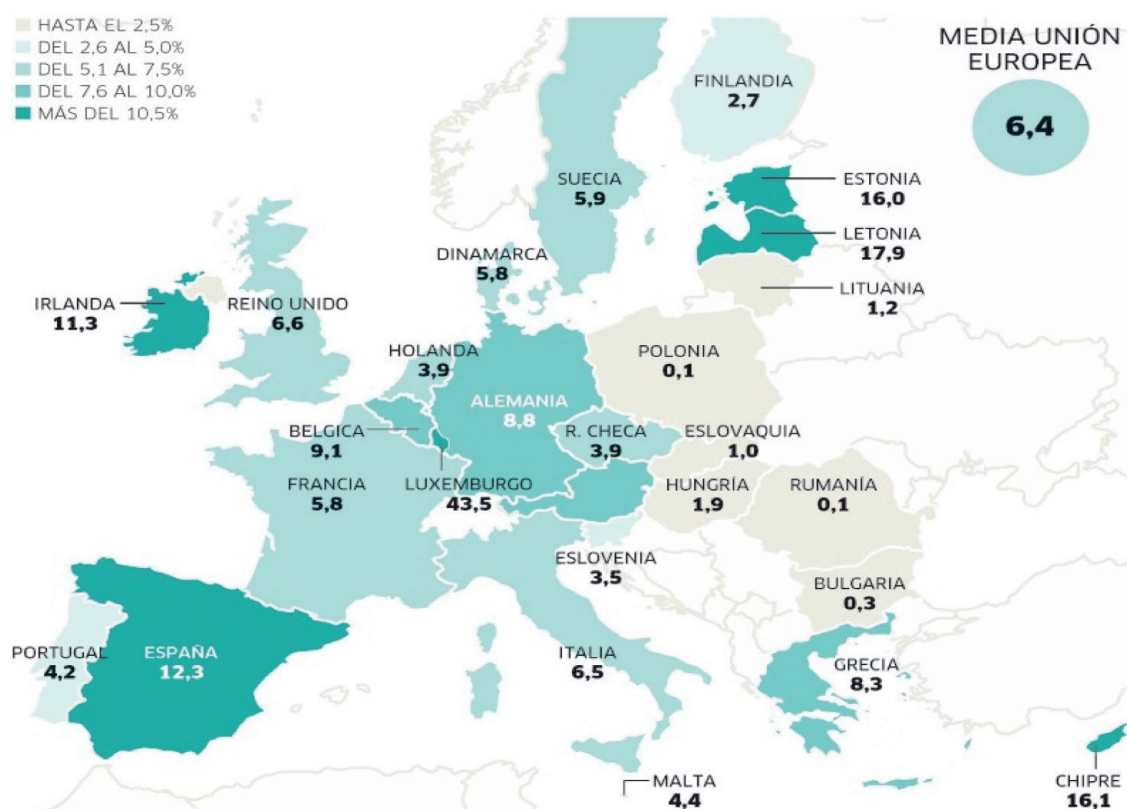 HASTA EL 2,5%
DEL 2,6 AL 5,0%
DEL 5,1 AL 7,5%
DEL 7,6 AL 10,0%
MÁS DEL 10,5%
MEDIA UNIÓN
EUROPEA
6,4
FINLANDIA
2,7
SUECIA
5,9
ESTONIA
16,0
LETONIA
17,9
LITUANIA
1,2
DINAMARCA
5,8
IRLANDA
11,3
REINO UNIDO
6,6
HOLANDA
3,9
POLONIA
0,1
ALEMANIA
8,8
BELGICA
9,1
R. CHECA
3,9
ESLOVAQUIA
1,0
FRANCIA
5,8
LUXEMBURGO
43,5
HUNGRÍA
1,9
RUMANÍA
0,1
ESLOVENIA
3,5
BULGARIA
0,3
PORTUGAL
4,2
ESPAÑA
12,3
ITALIA
6,5
GRECIA
8,3
MALTA
4,4
CHIPRE
16,1